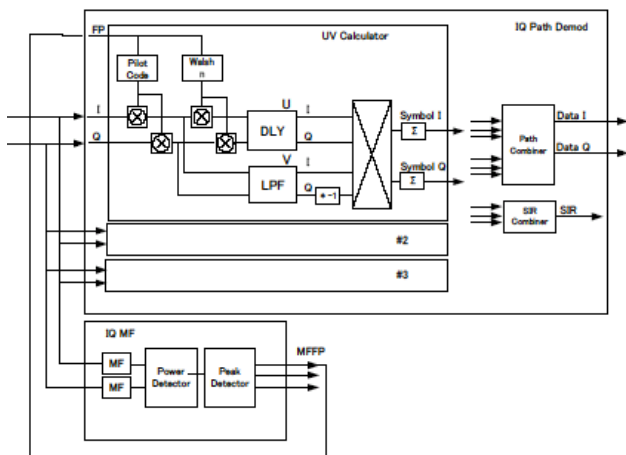 FP
IQ Path Demod
UV Calculator
Pilot
Code
Walsh
n
I
Q
U
I
DLY
Q
V
I
LPF
Q
* -1
Symbol I
Σ
Symbol Q
Σ
Path
Combiner
Data I
Data Q
SIR
Combiner
SIR
#2
#3
IQ MF
MF
MF
Power
Detector
Peak
Detector
MFFP